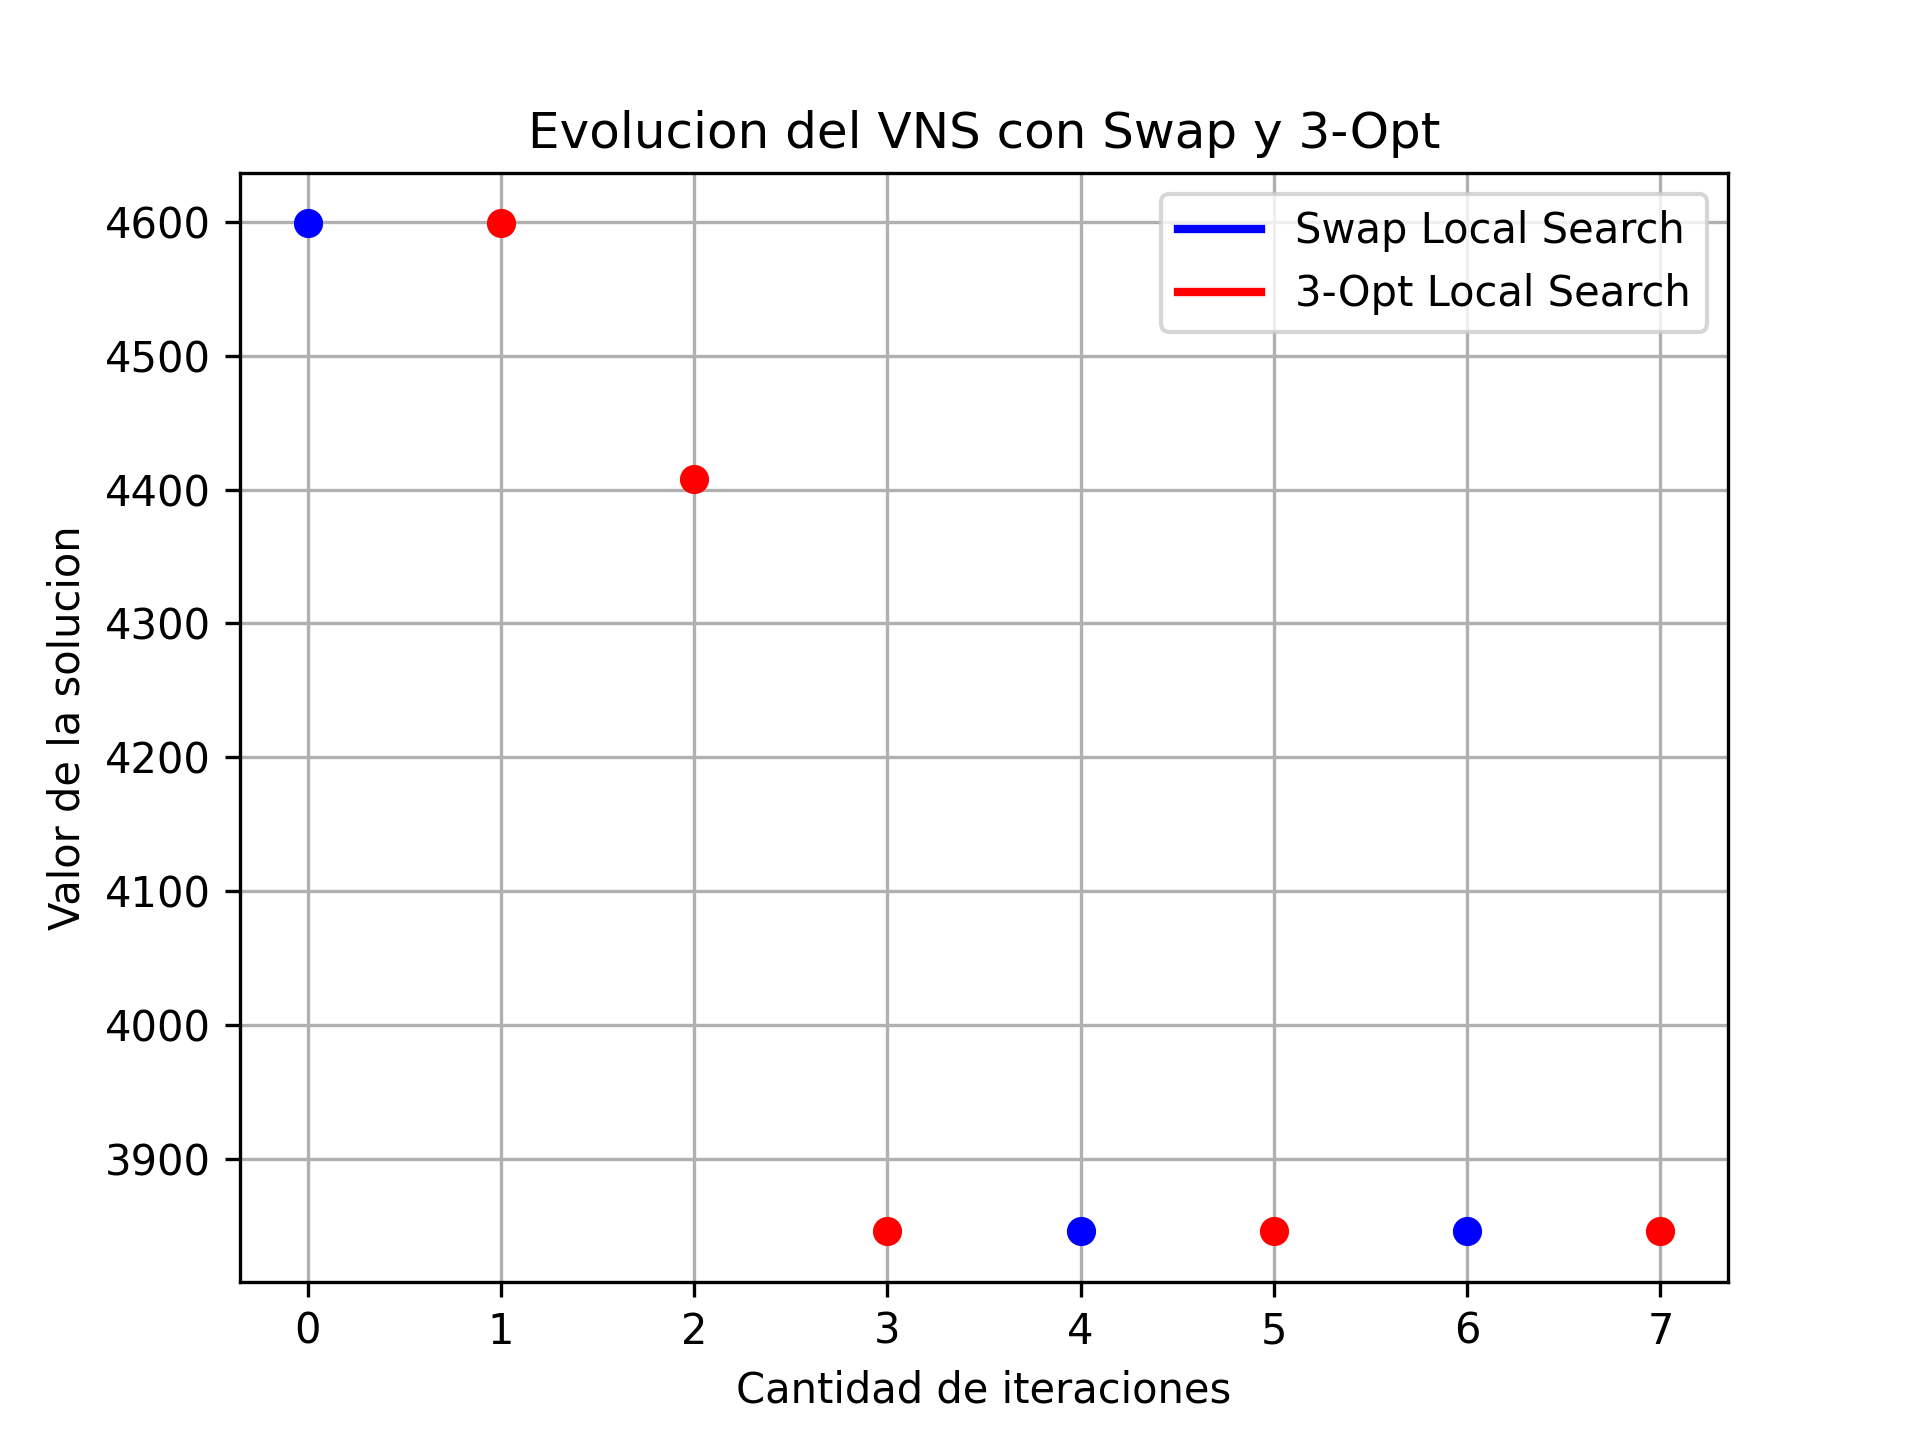 Evolucion del VNS con Swap y 3-Opt
Swap Local Search
3-Opt Local Search
Valor de la solucion
4600
4500
4400
4300
4200
4100
4000
3900
0 1 2 3 4 5 6 7
Cantidad de iteraciones